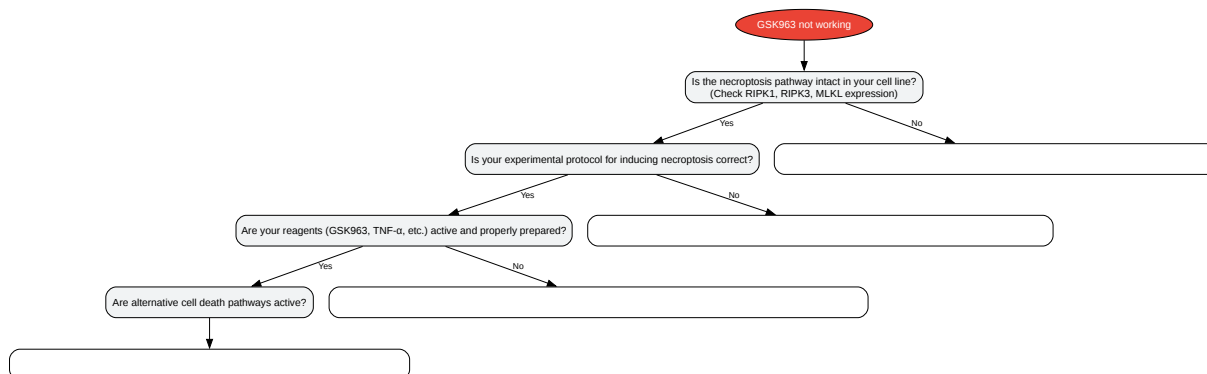 GSK963 not working
Is the necroptosis pathway intact in your cell line?
(Check RIPK1, RIPK3, MLKL expression)
Yes
No
Is your experimental protocol for inducing necroptosis correct?
Yes
No
Are your reagents (GSK963, TNF-α, etc.) active and properly prepared?
Yes
No
Are alternative cell death pathways active?